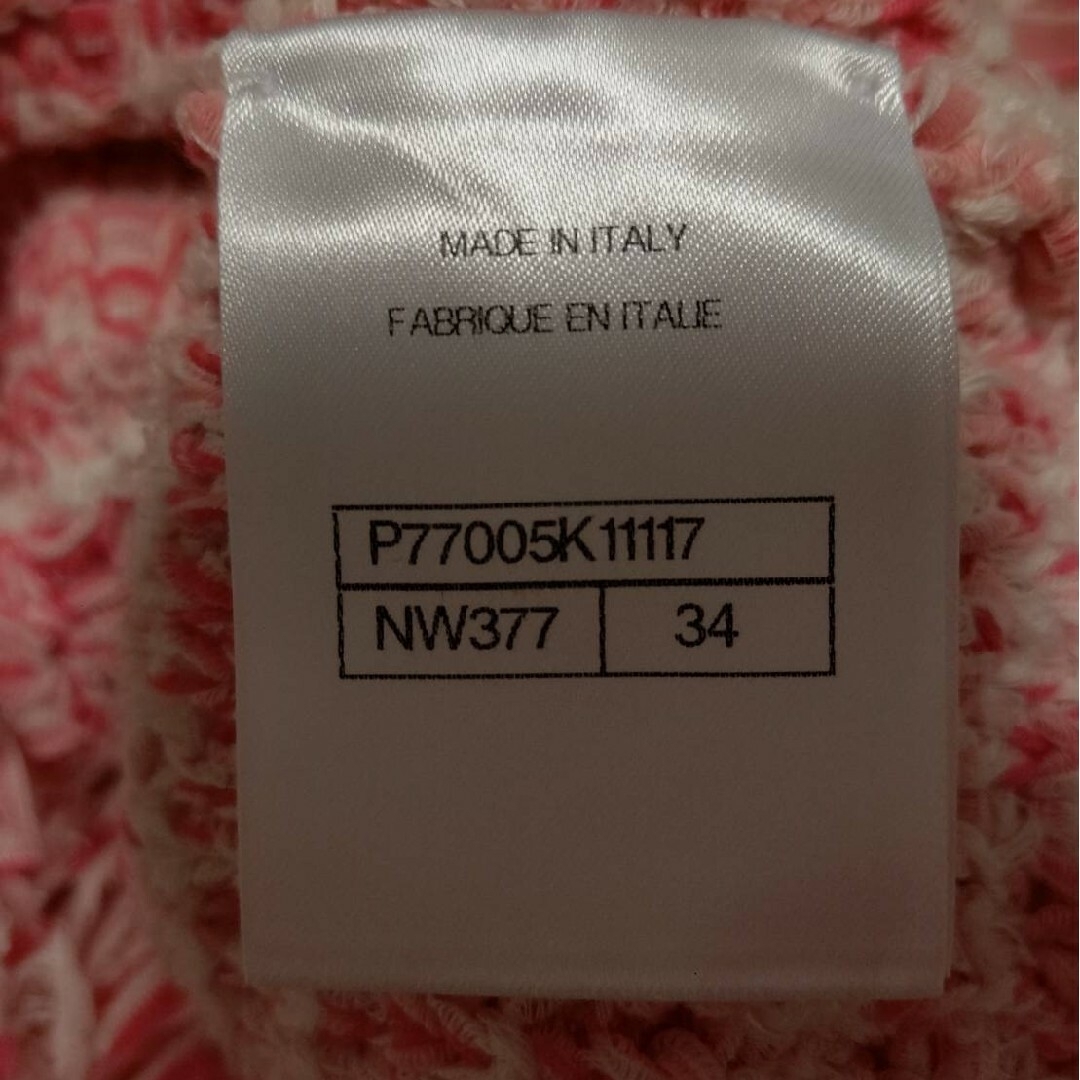 MADE IN ITALY
FABRIQUE EN ITALIE
P77005K11117
NW377 34